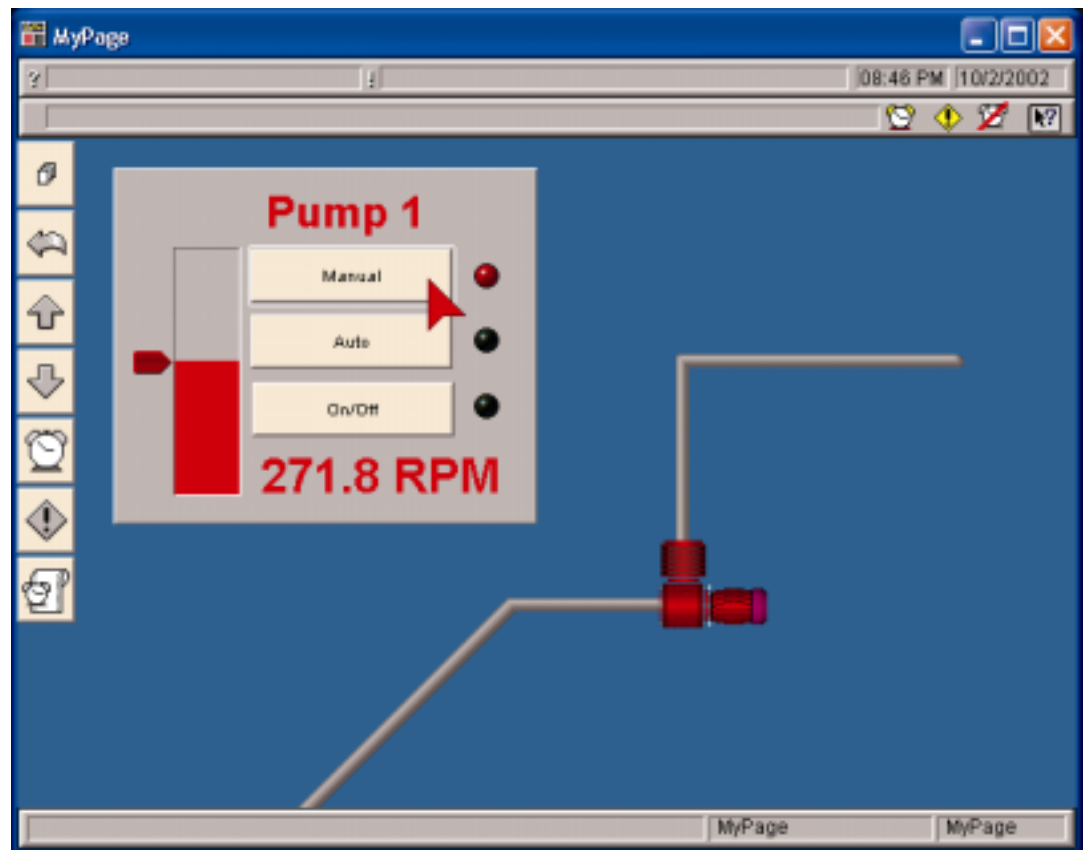 MyPage
? ! 08:46 PM 10/2/2002
Pump 1
Manual
Auto
On/Off
271.8 RPM
MyPage MyPage